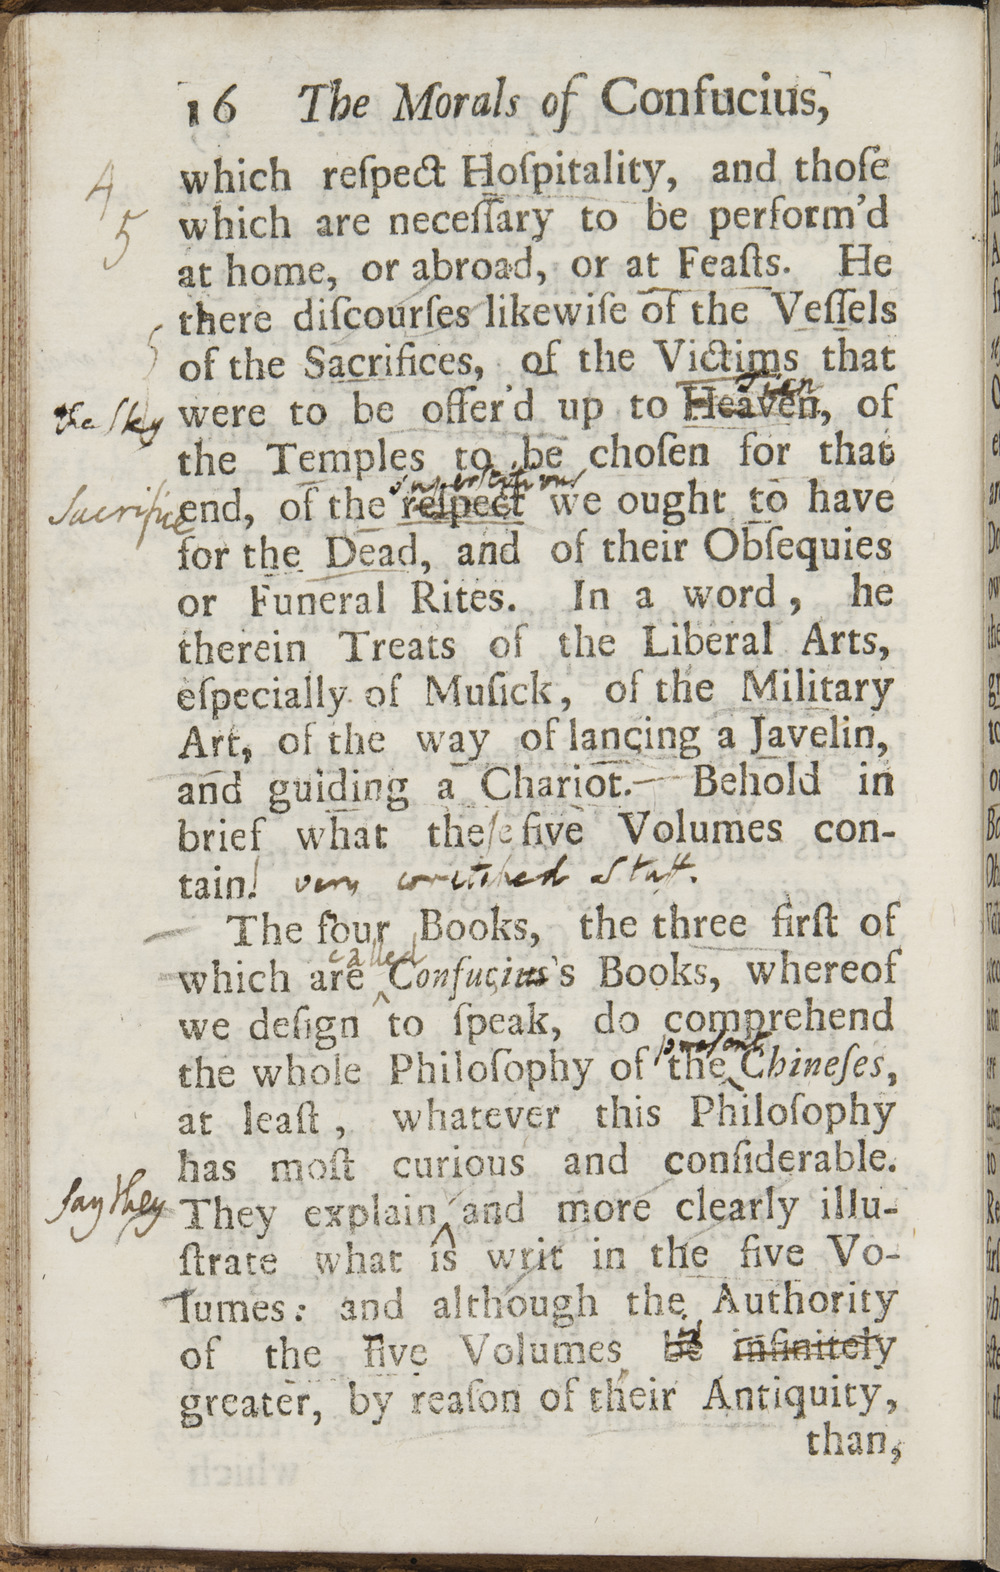 16 The Morals of Confucius,
4
which reſpect Hoſpitality, and thoſe
5
which are neceſſary to be perform'd
at home, or abroad, or at Feaſts. He
there diſcourſes likewiſe of the Veſſels
of the Sacrifices, of the Victims that
Tien
the Sky
were to be offer'd up to Heaven, of
the Temples to be choſen for that
superstitious
Sacrifice
end, of the reſpect we ought to have
for the Dead, and of their Obſequies
or Funeral Rites. In a word, he
therein Treats of the Liberal Arts,
eſpecially of Muſick, of the Military
Art, of the way of lancing a Javelin,
and guiding a Chariot.— Behold in
brief what theſe five Volumes con-
tain! very wretched Stuff.
The four Books, the three firſt of
called
which are ^ Confucius's Books, whereof
we deſign to ſpeak, do comprehend
present
the whole Philoſophy of the ^ Chineſes,
at leaſt, whatever this Philoſophy
has moſt curious and conſiderable.
ſay they
They explain ^ and more clearly illu-
ſtrate what is writ in the five Vo-
lumes: and although the Authority
of the Five Volumes be infinitely
greater, by reaſon of their Antiquity,
than,